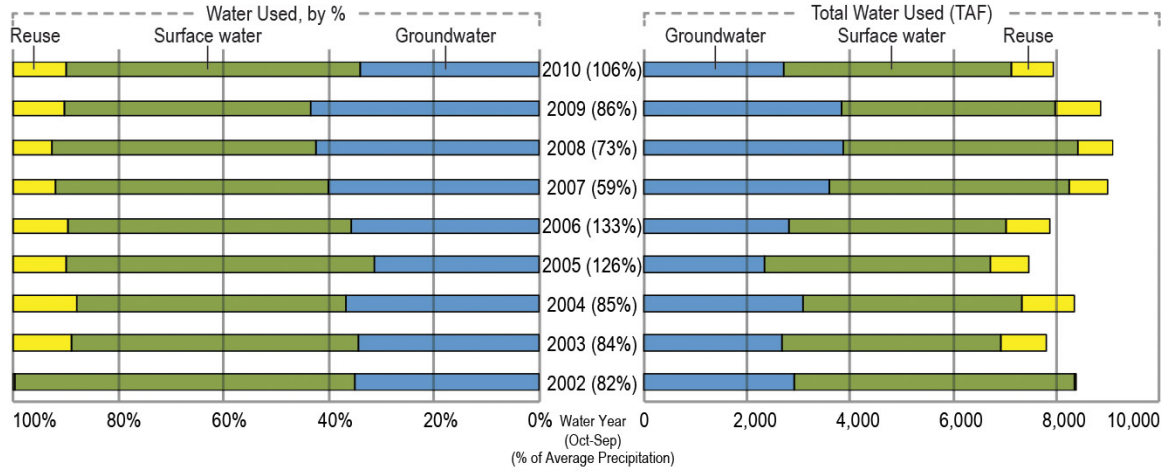 Water Used, by %
Total Water Used (TAF)
Reuse Surface water Groundwater
Groundwater Surface water Reuse
2010 (106%)
2009 (86%)
2008 (73%)
2007 (59%)
2006 (133%)
2005 (126%)
2004 (85%)
2003 (84%)
2002 (82%)
100% 80% 60% 40% 20% 0%
Water Year
(Oct-Sep)
(% of Average Precipitation)
0 2,000 4,000 6,000 8,000 10,000